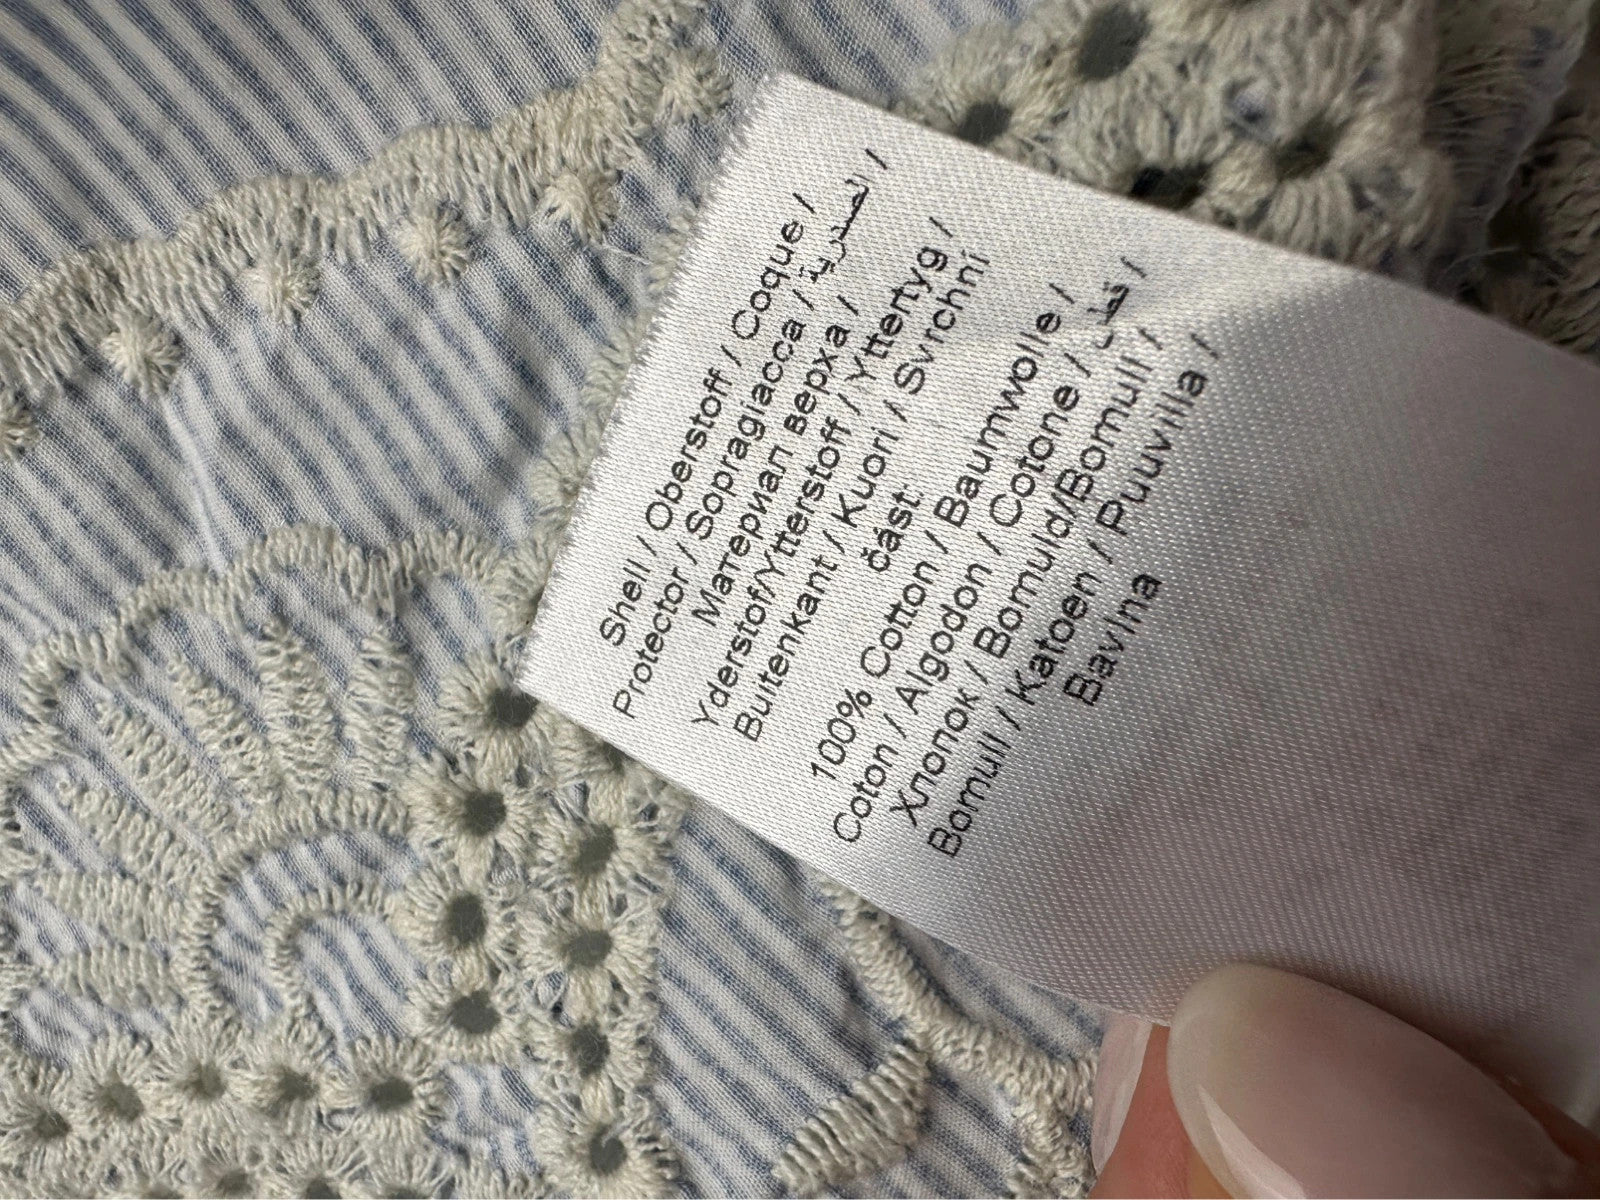 Shell / Oberstoff / Coque /
Protector / Sopragiacca / الصدرية /
Материал верха /
Yderstof/Ytterstoff / Yttertyg /
Buitenkant / Kuori / Svrchní
část:
100% Cotton / Baumwolle /
Coton / Algodon / Cotone / قطن /
Хлопок / Bomuld/Bomull /
Bomull / Katoen / Puuvilla /
Bavlna